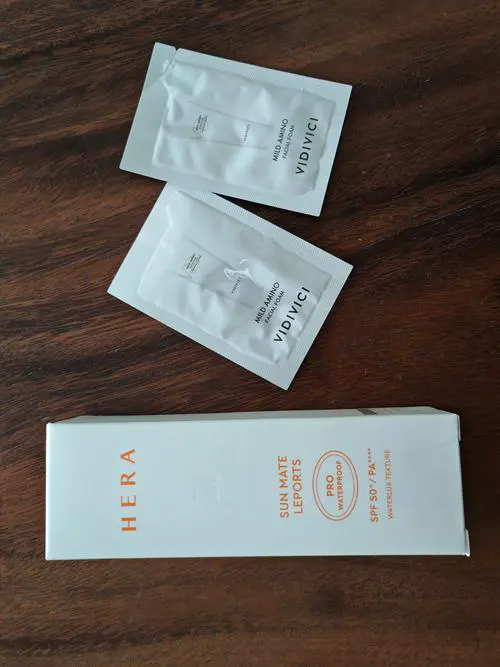 MILD AMINO
FACIAL FOAM
VIDIVICI
MILD AMINO
FACIAL FOAM
VIDIVICI
HERA
SUN MATE
LEPORTS
PRO
WATERPROOF
SPF 50+ / PA++++
WATERLUX TEXTURE